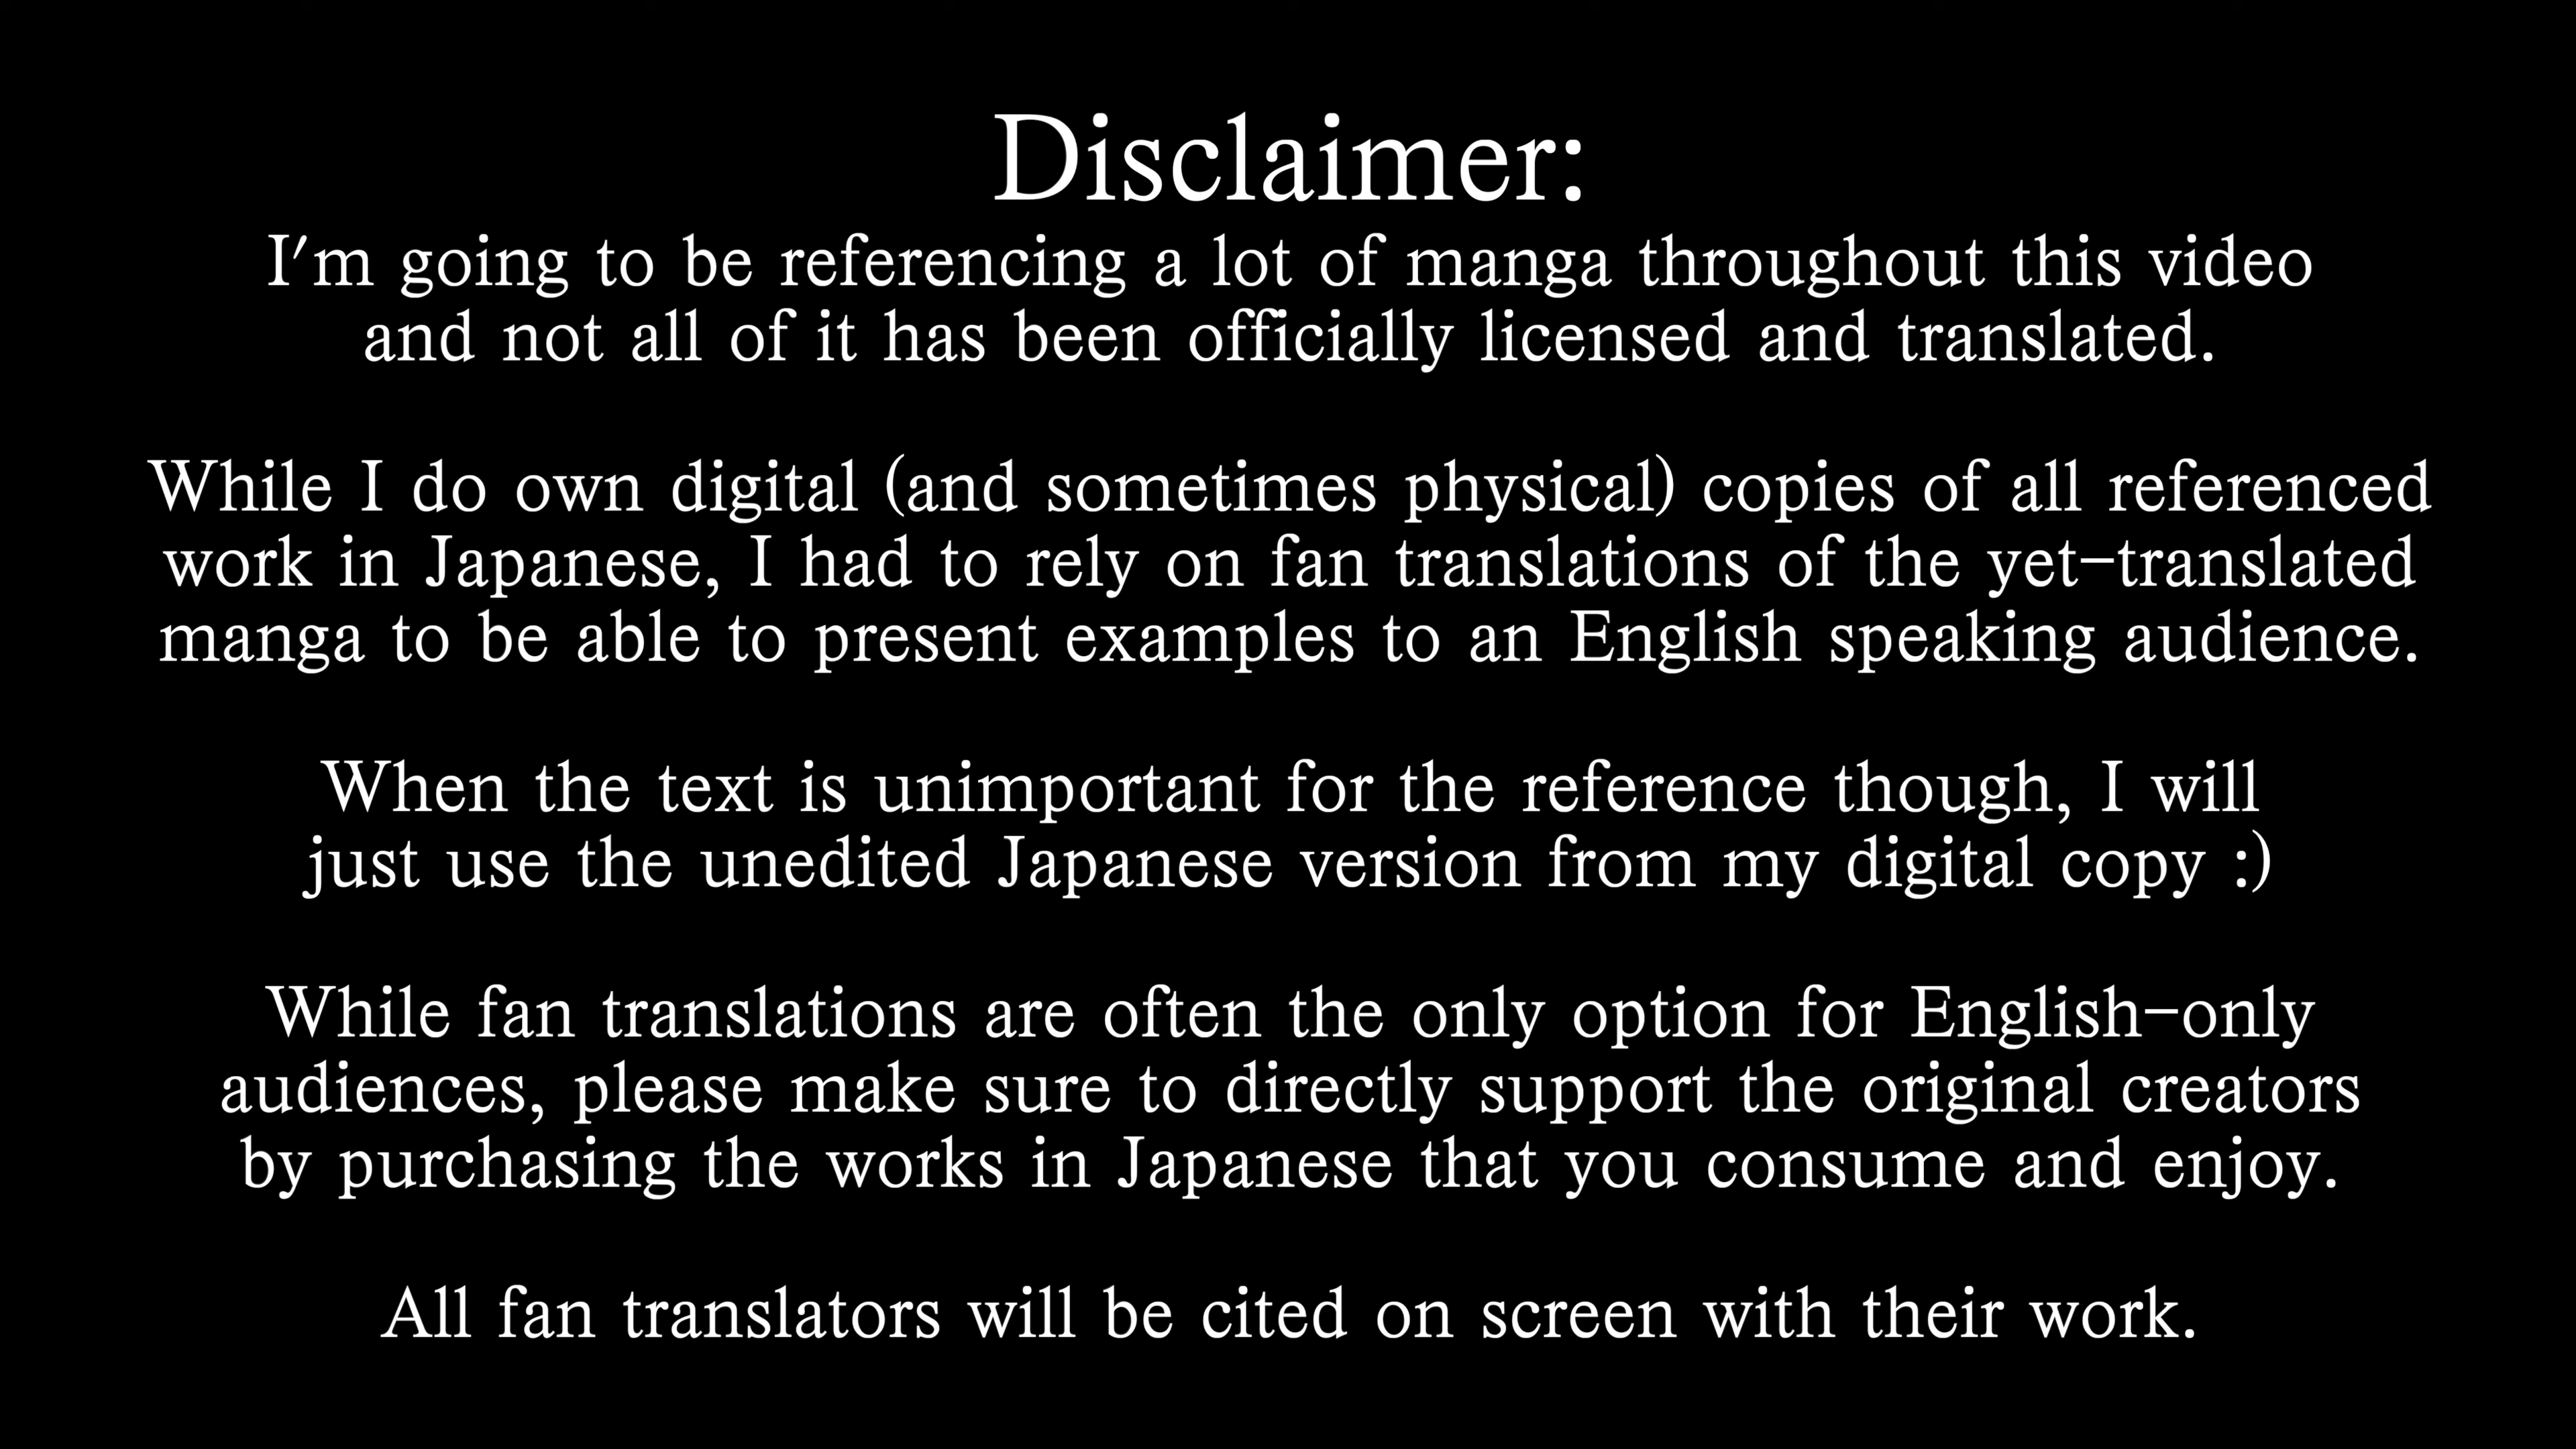 Disclaimer:
I'm going to be referencing a lot of manga throughout this video
and not all of it has been officially licensed and translated.
While I do own digital (and sometimes physical) copies of all referenced
work in Japanese, I had to rely on fan translations of the yet-translated
manga to be able to present examples to an English speaking audience.
When the text is unimportant for the reference though, I will
just use the unedited Japanese version from my digital copy :)
While fan translations are often the only option for English-only
audiences, please make sure to directly support the original creators
by purchasing the works in Japanese that you consume and enjoy.
All fan translators will be cited on screen with their work.